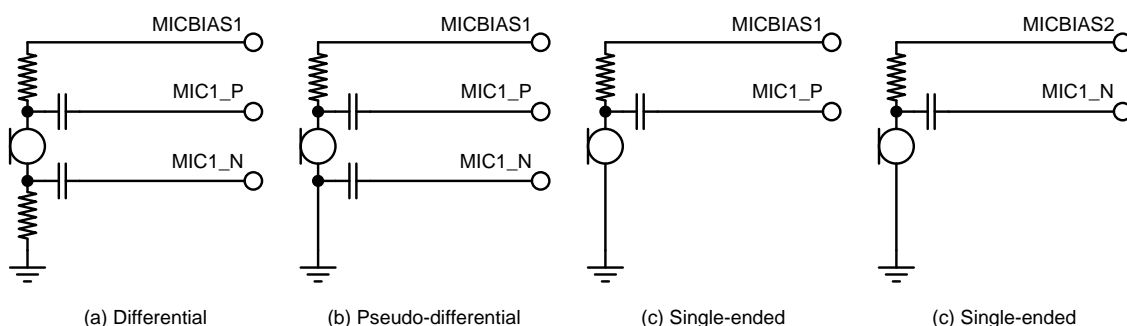 MICBIAS1
MIC1_P
MIC1_N
(a) Differential
MICBIAS1
MIC1_P
MIC1_N
(b) Pseudo-differential
MICBIAS1
MIC1_P
(c) Single-ended
MICBIAS2
MIC1_N
(c) Single-ended